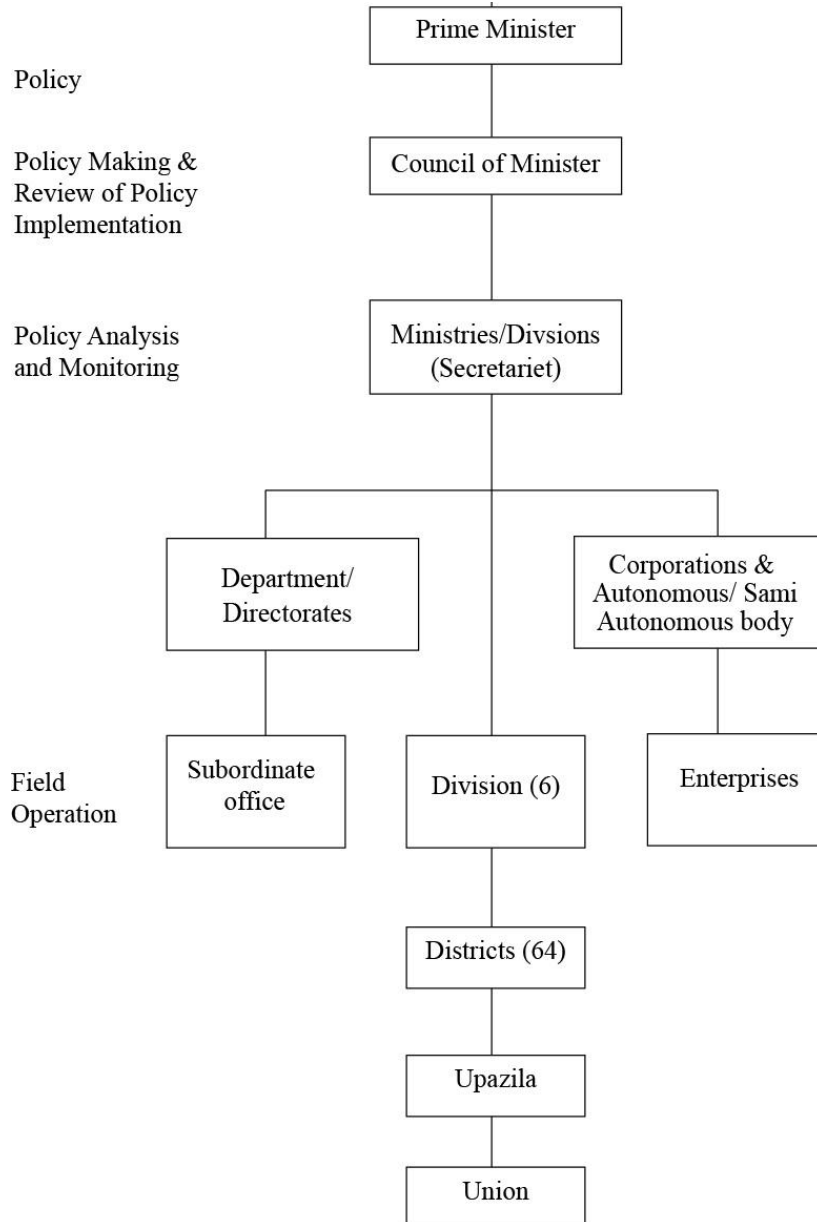 Prime Minister
Policy
Policy Making &
Review of Policy
Implementation
Council of Minister
Policy Analysis
and Monitoring
Ministries/Divsions
(Secretariet)
Department/
Directorates
Corporations &
Autonomous/ Sami
Autonomous body
Field
Operation
Subordinate
office
Division (6)
Enterprises
Districts (64)
Upazila
Union